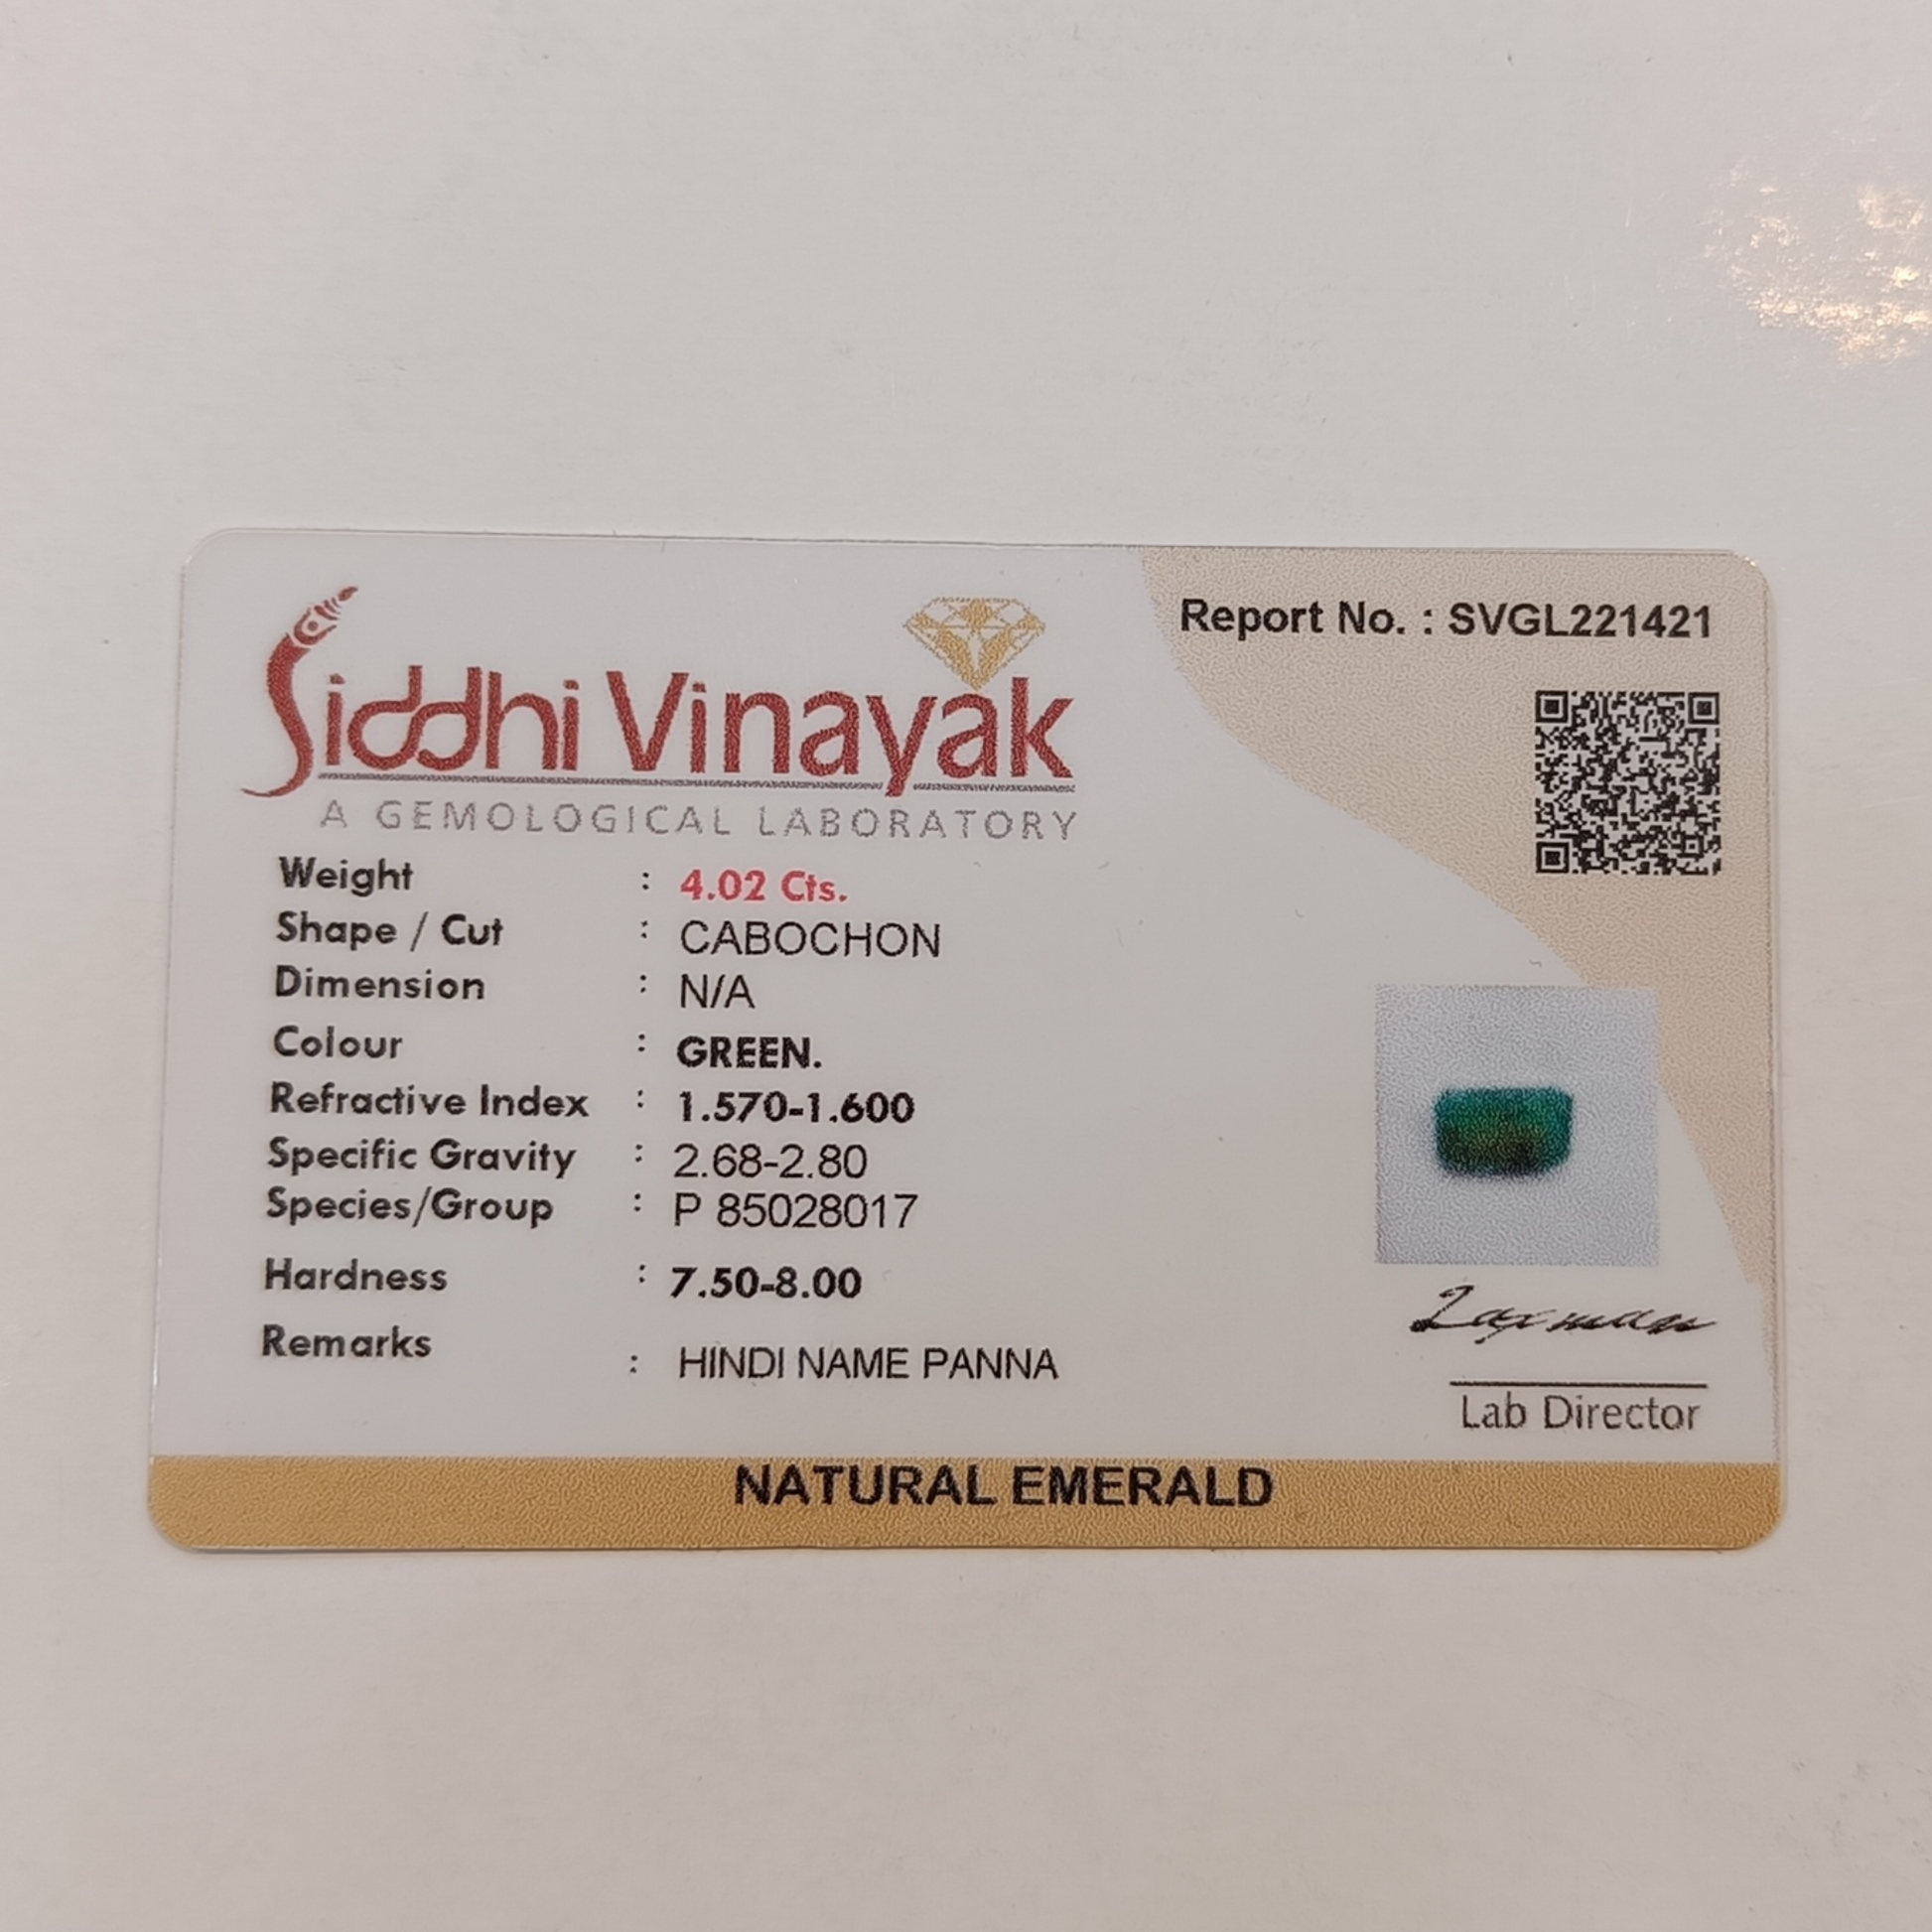 Siddhi Vinayak
A GEMOLOGICAL LABORATORY
Report No. : SVGL221421
Weight : 4.02 Cts.
Shape / Cut : CABOCHON
Dimension : N/A
Colour : GREEN.
Refractive Index : 1.570-1.600
Specific Gravity : 2.68-2.80
Species/Group : P 85028017
Hardness : 7.50-8.00
Remarks : HINDI NAME PANNA
Laxman
Lab Director
NATURAL EMERALD